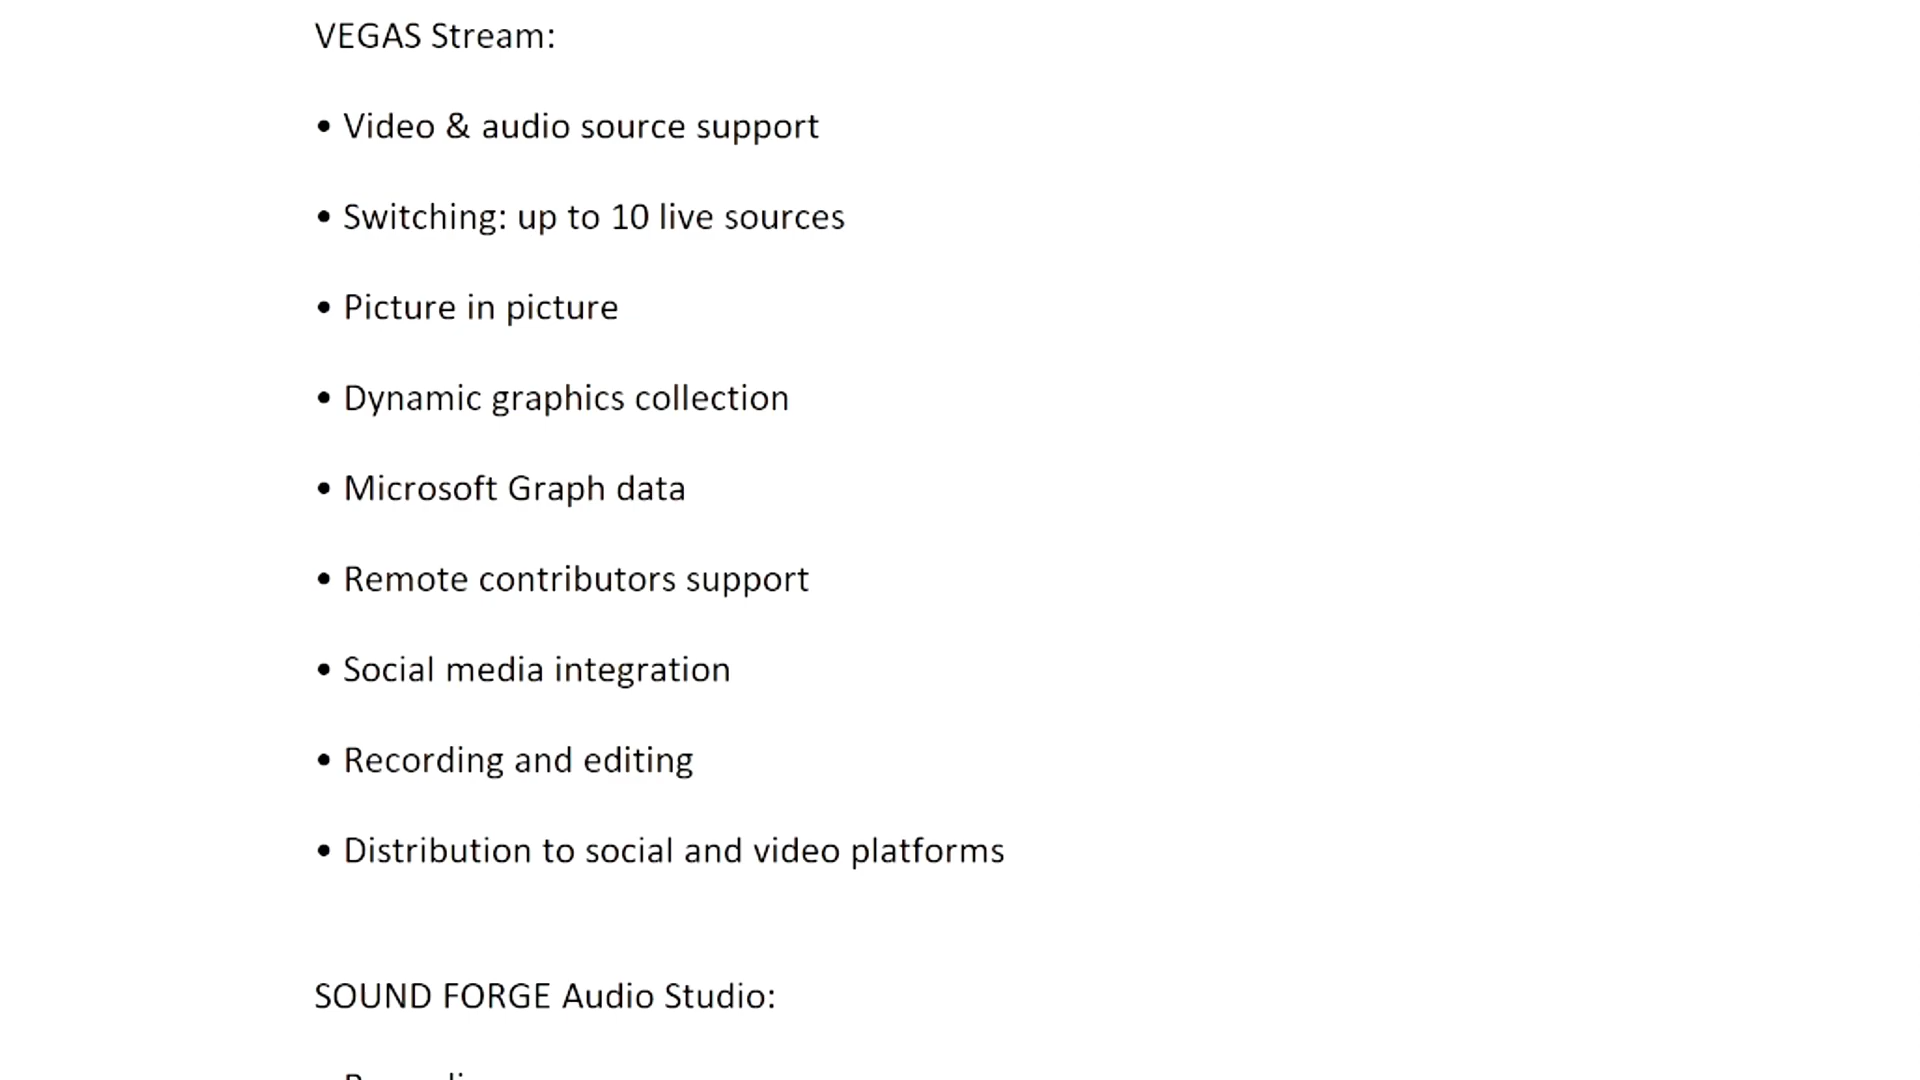 VEGAS Stream:
• Video & audio source support
• Switching: up to 10 live sources
• Picture in picture
• Dynamic graphics collection
• Microsoft Graph data
• Remote contributors support
• Social media integration
• Recording and editing
• Distribution to social and video platforms
SOUND FORGE Audio Studio: